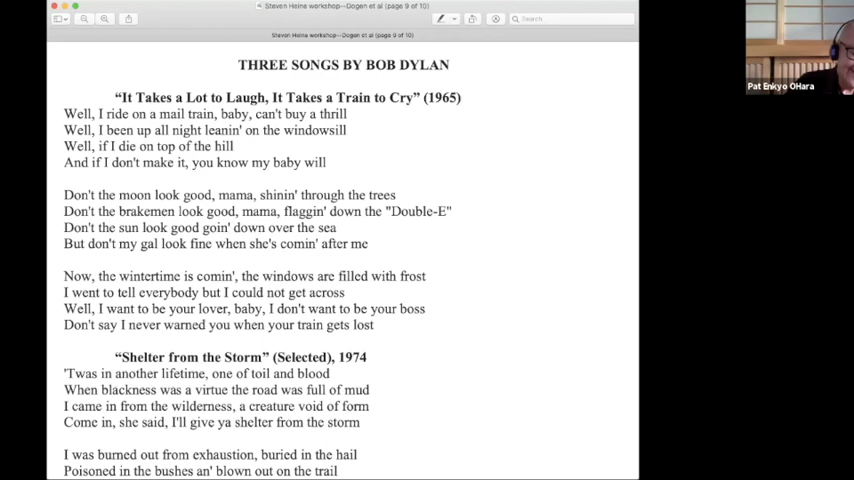 Steven Heine workshop--Dogen et al (page 9 of 10)
Search
Steven Heine workshop--Dogen et al (page 9 of 10)
THREE SONGS BY BOB DYLAN
“It Takes a Lot to Laugh, It Takes a Train to Cry” (1965)
Well, I ride on a mail train, baby, can't buy a thrill
Well, I been up all night leanin' on the windowsill
Well, if I die on top of the hill
And if I don't make it, you know my baby will
Don't the moon look good, mama, shinin' through the trees
Don't the brakemen look good, mama, flaggin' down the "Double-E"
Don't the sun look good goin' down over the sea
But don't my gal look fine when she's comin' after me
Now, the wintertime is comin', the windows are filled with frost
I went to tell everybody but I could not get across
Well, I want to be your lover, baby, I don't want to be your boss
Don't say I never warned you when your train gets lost
“Shelter from the Storm” (Selected), 1974
'Twas in another lifetime, one of toil and blood
When blackness was a virtue the road was full of mud
I came in from the wilderness, a creature void of form
Come in, she said, I'll give ya shelter from the storm
I was burned out from exhaustion, buried in the hail
Poisoned in the bushes an' blown out on the trail
Pat Enkyo OHara